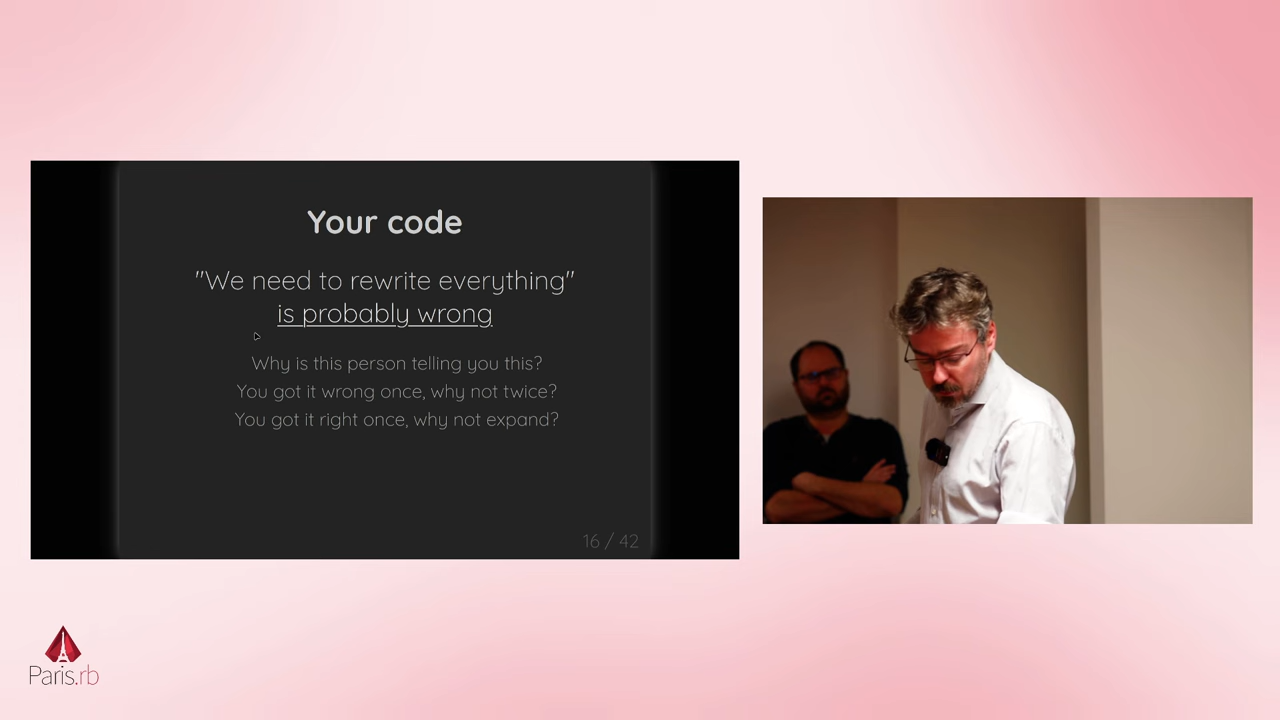 Your code
"We need to rewrite everything"
is probably wrong
Why is this person telling you this?
You got it wrong once, why not twice?
You got it right once, why not expand?
16 / 42
Paris.rb